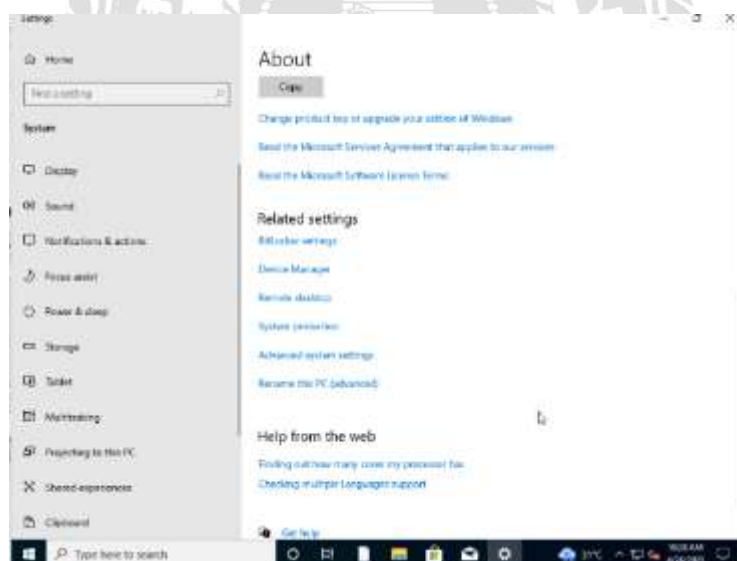 Settings
Home
Find a setting
System
Display
Sound
Notifications & actions
Focus assist
Power & sleep
Storage
Tablet
Multitasking
Projecting to this PC
Shared experiences
Clipboard
About
Copy
Change product key or upgrade your edition of Windows
Read the Microsoft Services Agreement that applies to our services
Read the Microsoft Software License Terms
Related settings
BitLocker settings
Device Manager
Remote desktop
System protection
Advanced system settings
Rename this PC (advanced)
Help from the web
Finding out how many cores my processor has
Checking multiple Languages support
Get help
Type here to search